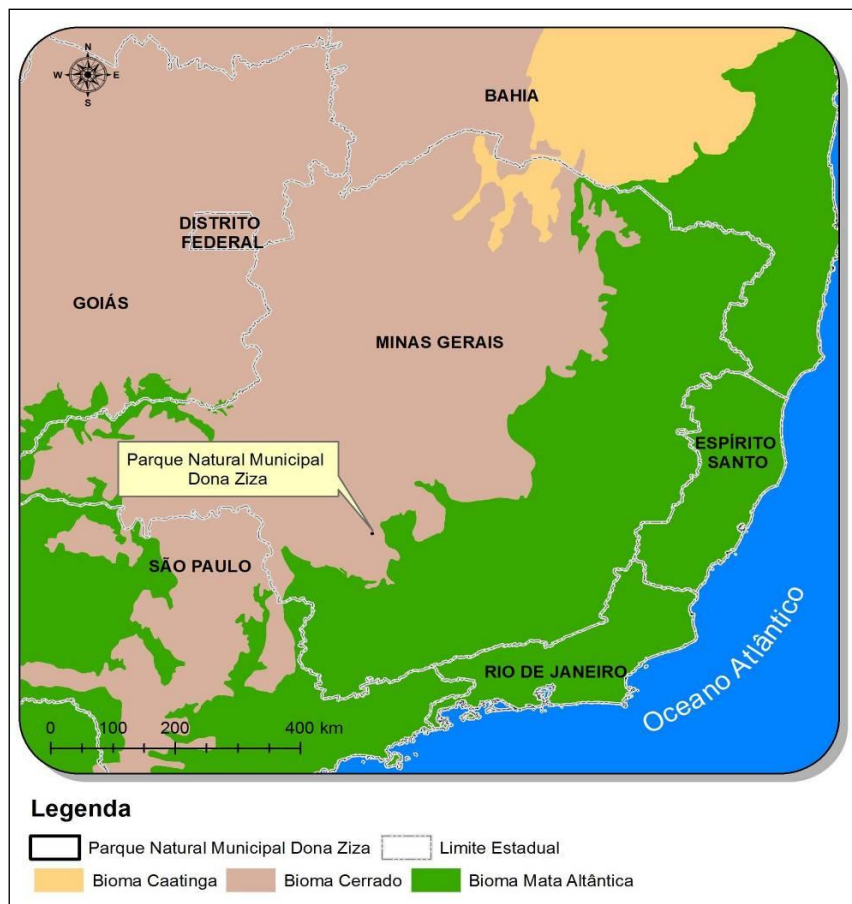 N
W E
S
BAHIA
DISTRITO
FEDERAL
GOIÁS
MINAS GERAIS
Parque Natural Municipal
Dona Ziza
ESPÍRITO
SANTO
SÃO PAULO
RIO DE JANEIRO
Oceano Atlântico
0 100 200 400 km
Legenda
Parque Natural Municipal Dona Ziza Limite Estadual
Bioma Caatinga Bioma Cerrado Bioma Mata Altântica